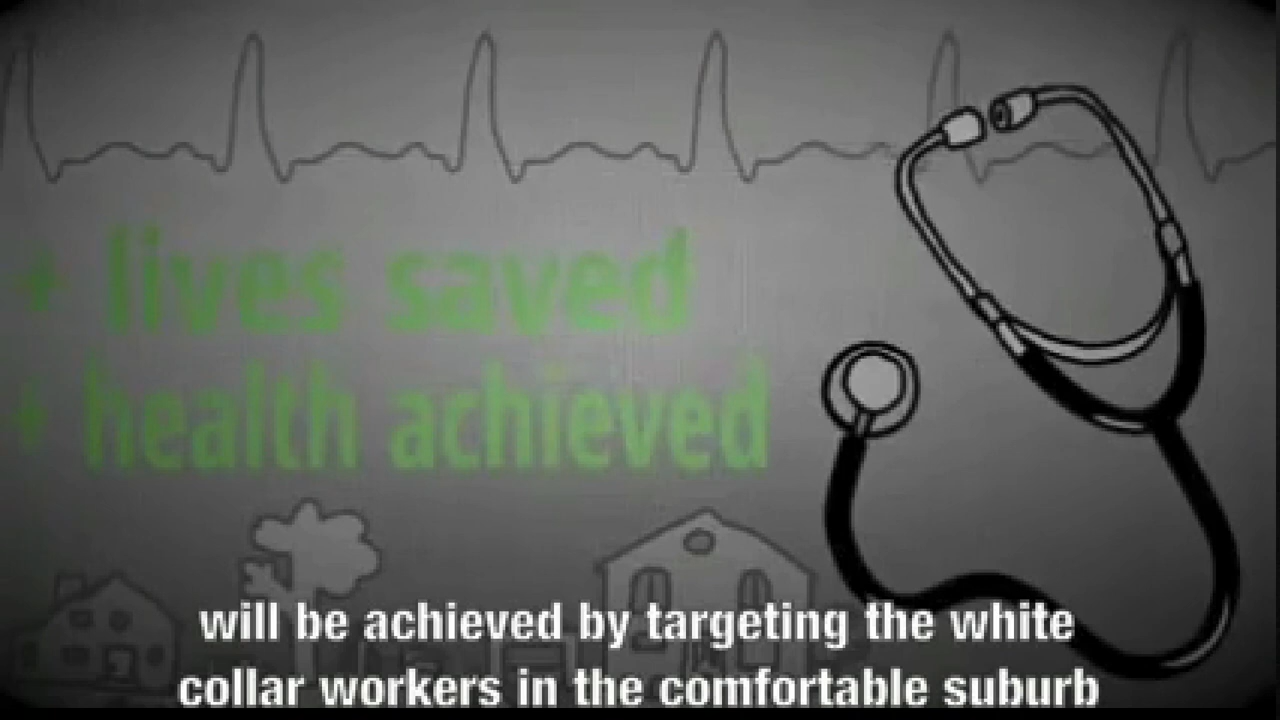 + lives saved
+ health achieved
will be achieved by targeting the white
collar workers in the comfortable suburb